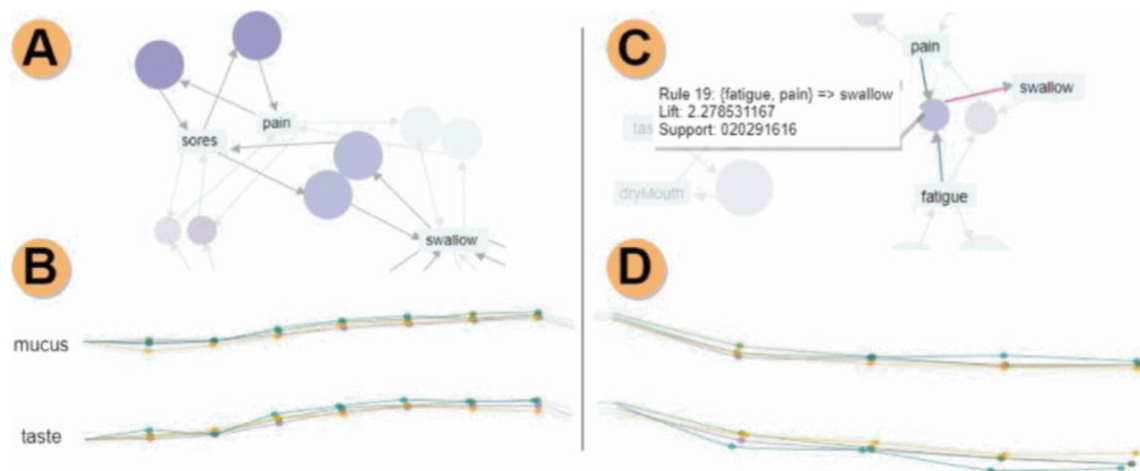 A
pain
sores
swallow
B
mucus
taste
C
pain
swallow
Rule 19: {fatigue, pain} => swallow
Lift: 2.278531167
Support: 020291616
tas
dryMouth
fatigue
D